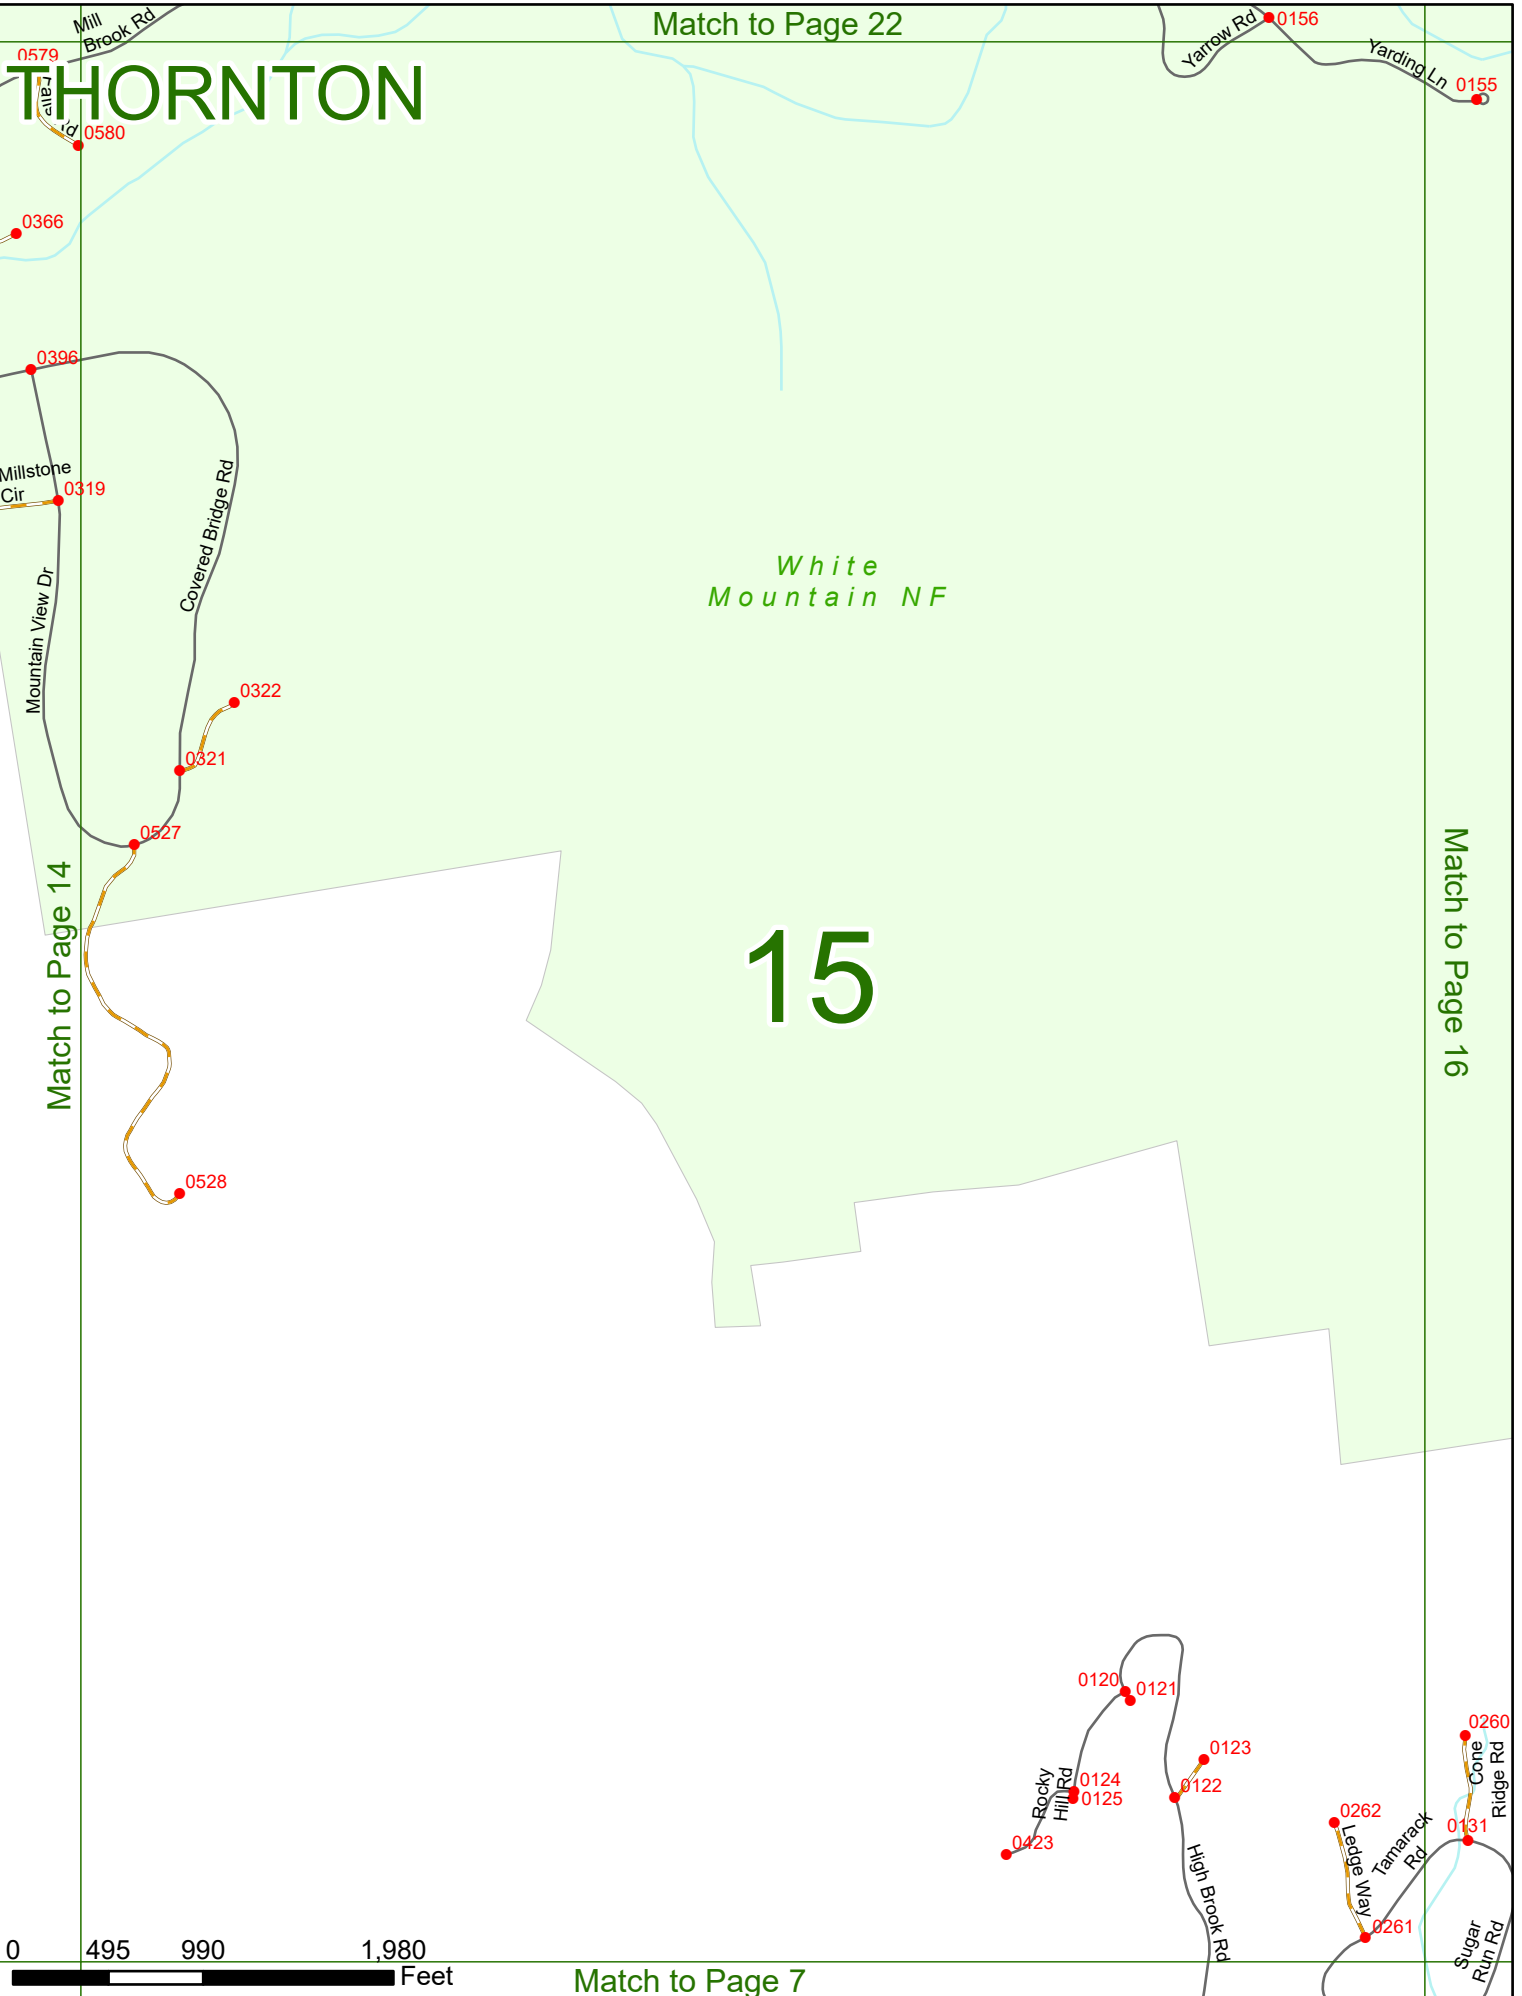 Match to Page 22
Mill
Brook Rd
0579
THORNTON
Falls Rd
0580
0366
Yarrow Rd
0156
Yarding Ln
0155
0396
Millstone
Cir
0319
Covered Bridge Rd
Mountain View Dr
White
Mountain NF
0322
0321
0527
Match to Page 14
15
Match to Page 16
0528
0120
0121
0123
0122
Rocky
Hill Rd
0124
0125
0423
High Brook Rd
0260
Cone
Ridge Rd
0262
0131
Ledge Way
Tamarack
Rd
0261
Sugar
Run Rd
0 495 990 1,980
Feet
Match to Page 7